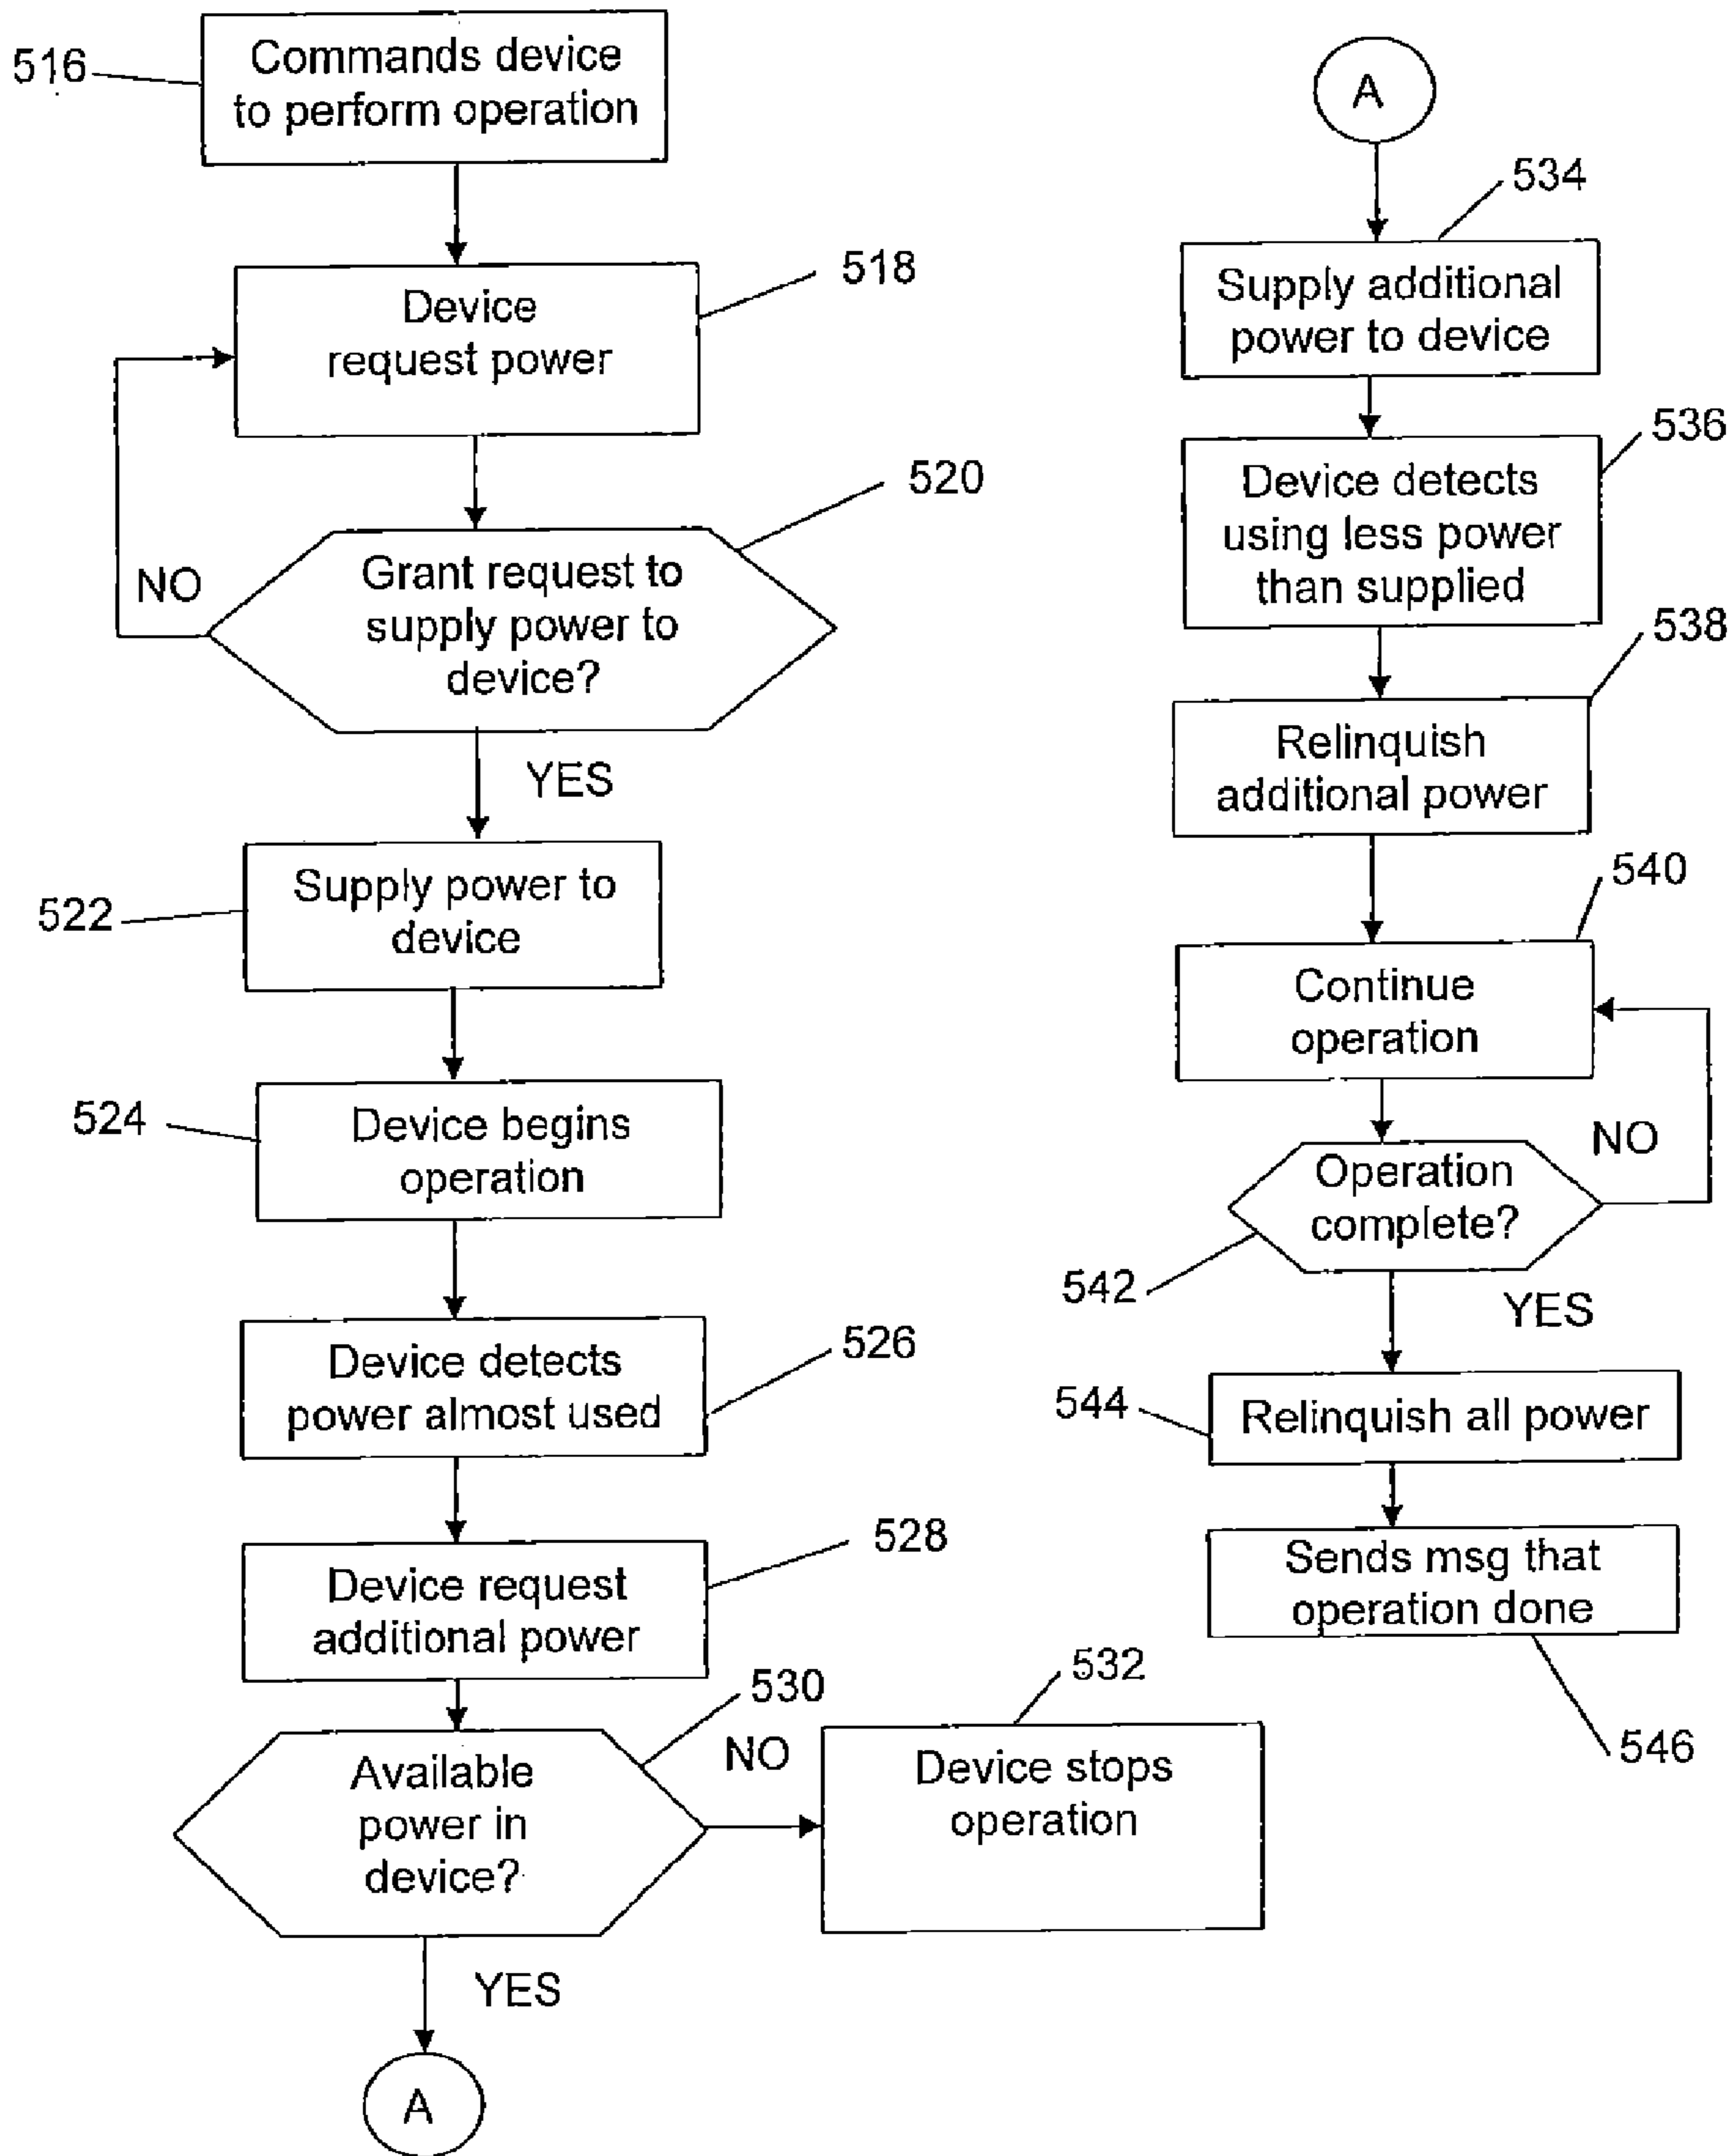 516
Commands device
to perform operation
518
Device
request power
520
NO
Grant request to
supply power to
device?
YES
522
Supply power to
device
524
Device begins
operation
526
Device detects
power almost used
528
Device request
additional power
530
Available
power in
device?
NO
532
Device stops
operation
YES
A
A
534
Supply additional
power to device
536
Device detects
using less power
than supplied
538
Relinquish
additional power
540
Continue
operation
NO
Operation
complete?
542
YES
544
Relinquish all power
Sends msg that
operation done
546